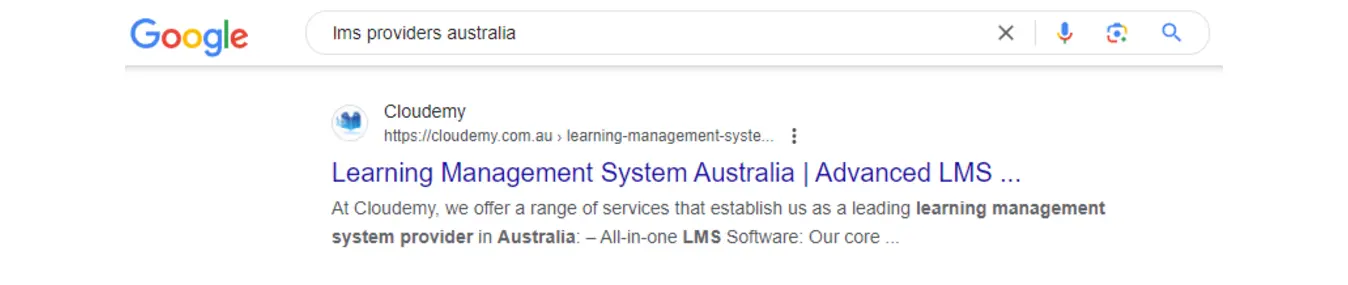 Google
lms providers australia
Cloudemy
https://cloudemy.com.au › learning-management-syste...
Learning Management System Australia | Advanced LMS ...
At Cloudemy, we offer a range of services that establish us as a leading learning management
system provider in Australia: – All-in-one LMS Software: Our core ...